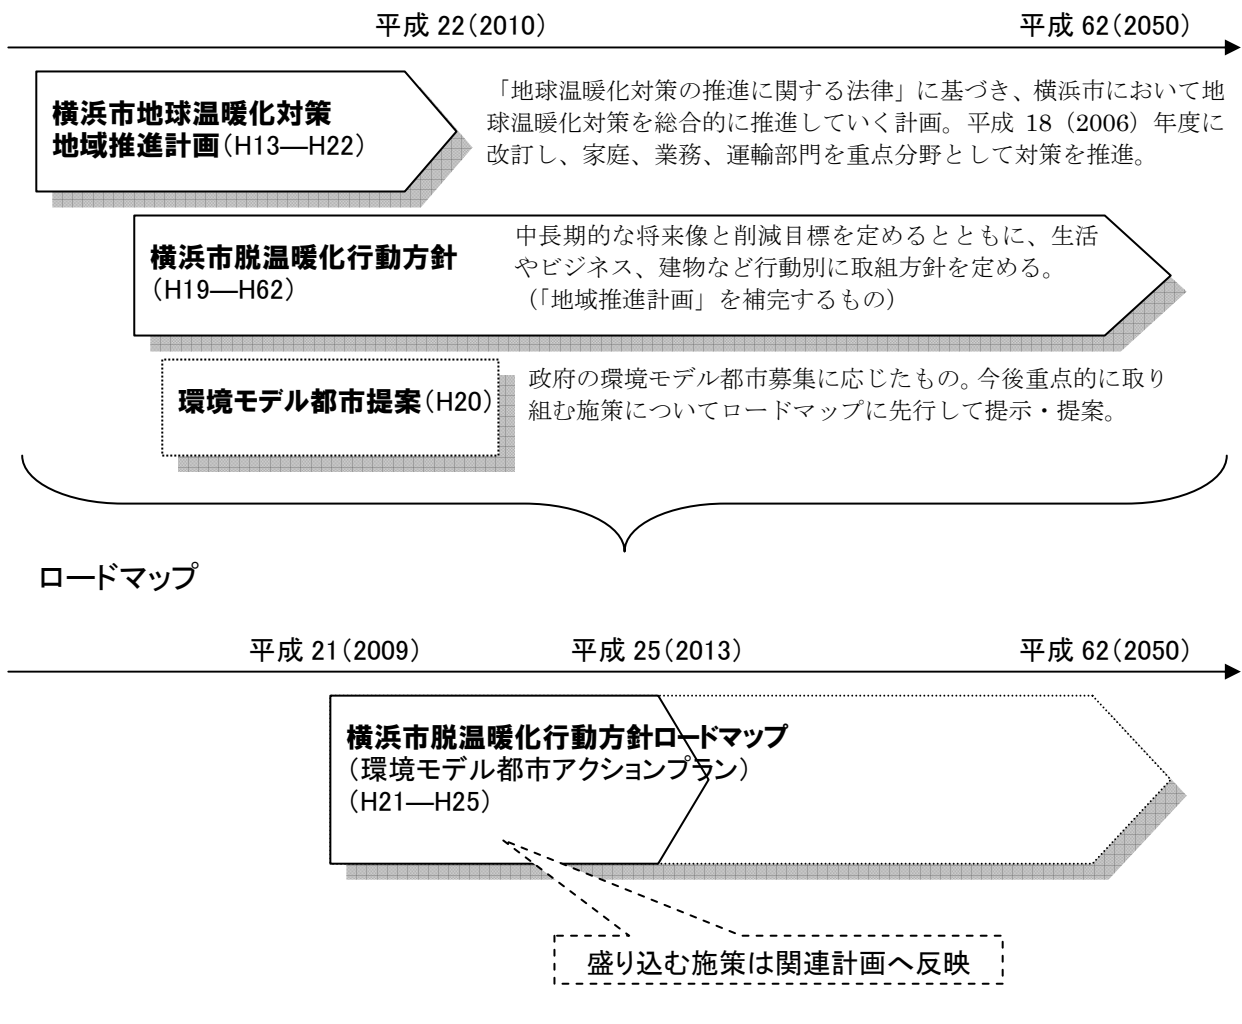 平成 22(2010)
平成 62(2050)
横浜市地球温暖化対策
地域推進計画(H13―H22)
「地球温暖化対策の推進に関する法律」に基づき、横浜市において地
球温暖化対策を総合的に推進していく計画。平成 18（2006）年度に
改訂し、家庭、業務、運輸部門を重点分野として対策を推進。
横浜市脱温暖化行動方針
(H19―H62)
中長期的な将来像と削減目標を定めるとともに、生活
やビジネス、建物など行動別に取組方針を定める。
（「地域推進計画」を補完するもの）
環境モデル都市提案(H20)
政府の環境モデル都市募集に応じたもの。今後重点的に取り
組む施策についてロードマップに先行して提示・提案。
ロードマップ
平成 21(2009)
平成 25(2013)
平成 62(2050)
横浜市脱温暖化行動方針ロードマップ
(環境モデル都市アクションプラン)
(H21―H25)
盛り込む施策は関連計画へ反映